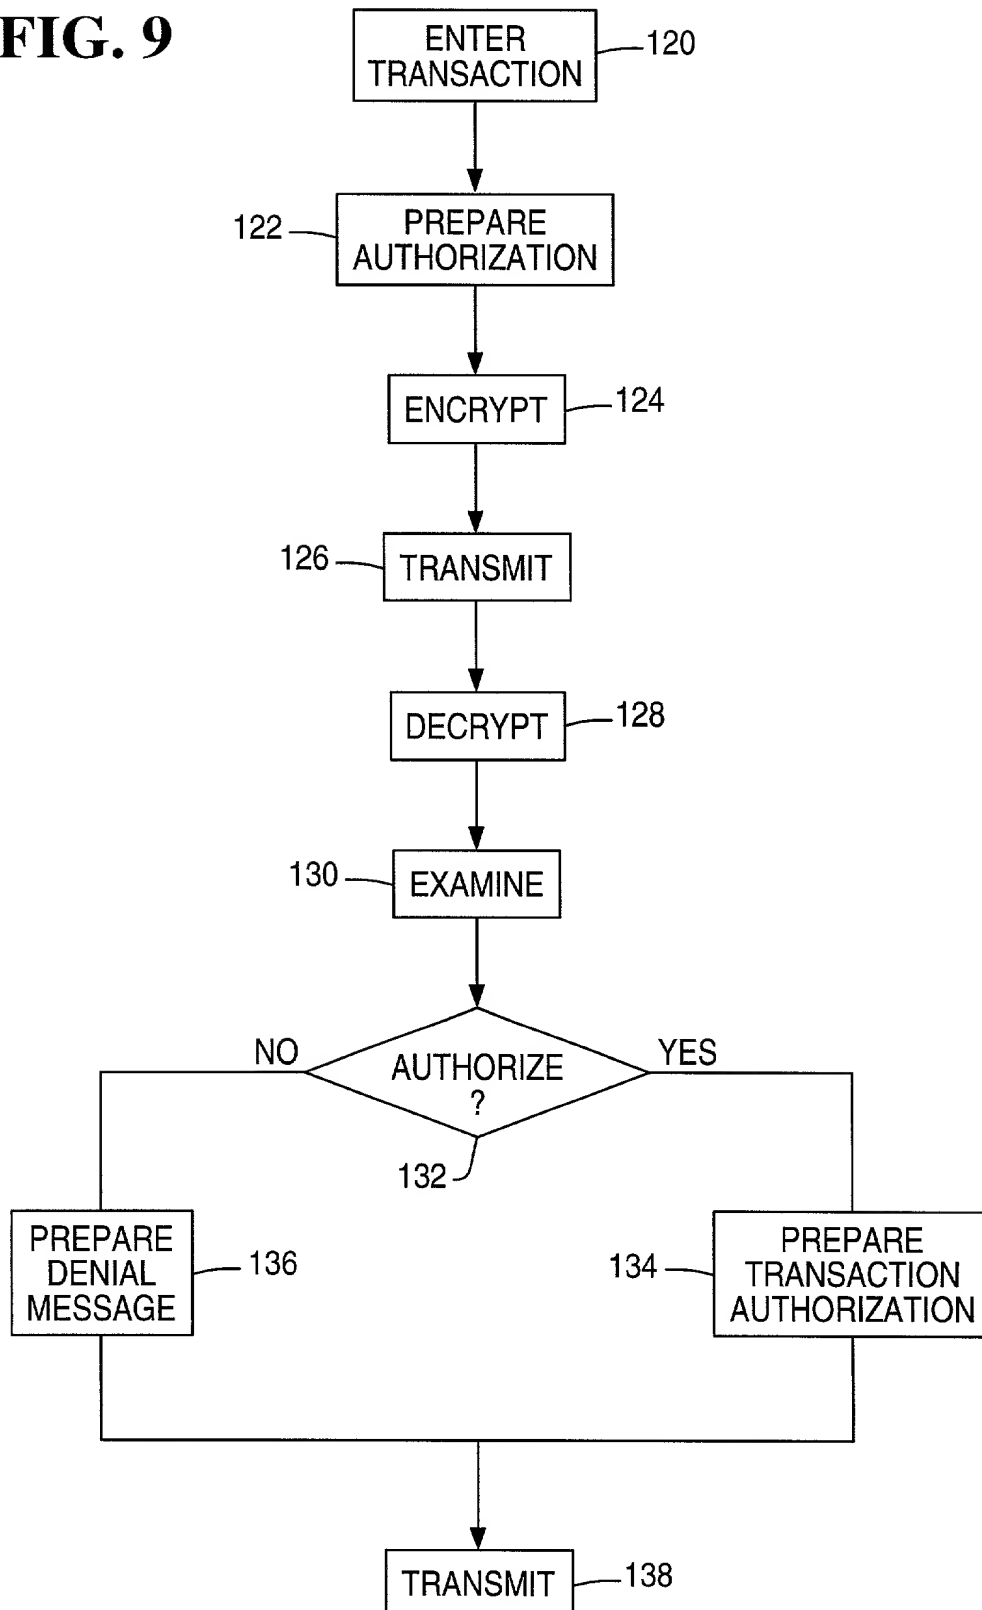 FIG. 9
ENTER
TRANSACTION
120
122
PREPARE
AUTHORIZATION
ENCRYPT
124
126
TRANSMIT
DECRYPT
128
130
EXAMINE
NO
YES
AUTHORIZE
?
132
PREPARE
DENIAL
MESSAGE
136
134
PREPARE
TRANSACTION
AUTHORIZATION
TRANSMIT
138